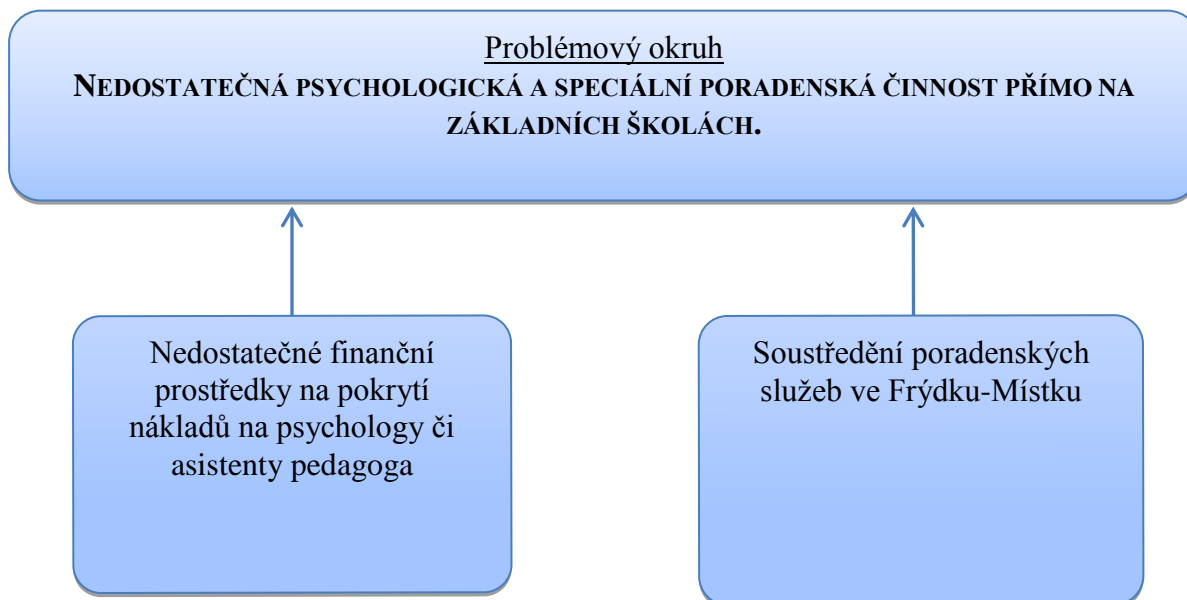 Problémový okruh
NEDOSTATEČNÁ PSYCHOLOGICKÁ A SPECIÁLNÍ PORADENSKÁ ČINNOST PŘÍMO NA
ZÁKLADNÍCH ŠKOLÁCH.
Nedostatečné finanční
prostředky na pokrytí
nákladů na psychology či
asistenty pedagoga
Soustředění poradenských
služeb ve Frýdku-Místku